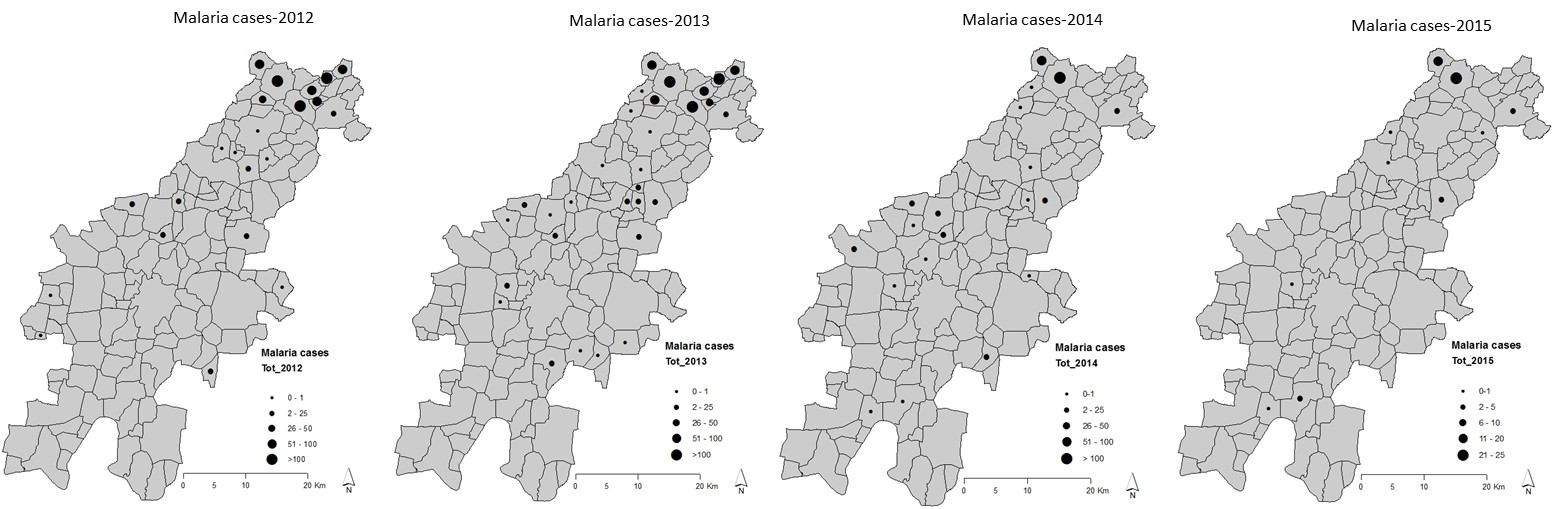 Malaria cases-2012
Malaria cases
Tot_2012
0 - 1
2 - 25
26 - 50
51 - 100
>100
0 5 10 20 Km
N
Malaria cases-2013
Malaria cases
Tot_2013
0 - 1
2 - 25
26 - 50
51 - 100
>100
0 5 10 20 Km
N
Malaria cases-2014
Malaria cases
Tot_2014
0-1
2 - 25
26 - 50
51 - 100
> 100
0 5 10 20 Km
N
Malaria cases-2015
Malaria cases
Tot_2015
0-1
2 - 5
6 - 10
11 - 20
21 - 25
0 5 10 20 Km
N